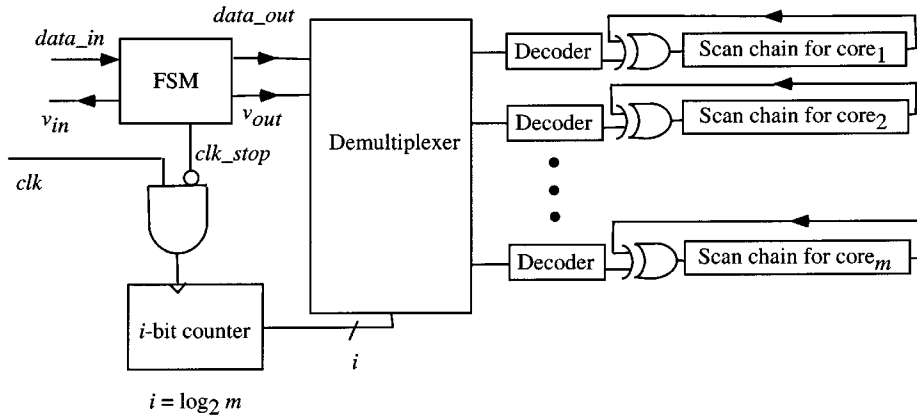 data_out
data_in
FSM
v_in
v_out
clk_stop
clk
i-bit counter
i
i = log₂ m
Demultiplexer
Decoder
Scan chain for core₁
Decoder
Scan chain for core₂
Decoder
Scan chain for coreₘ